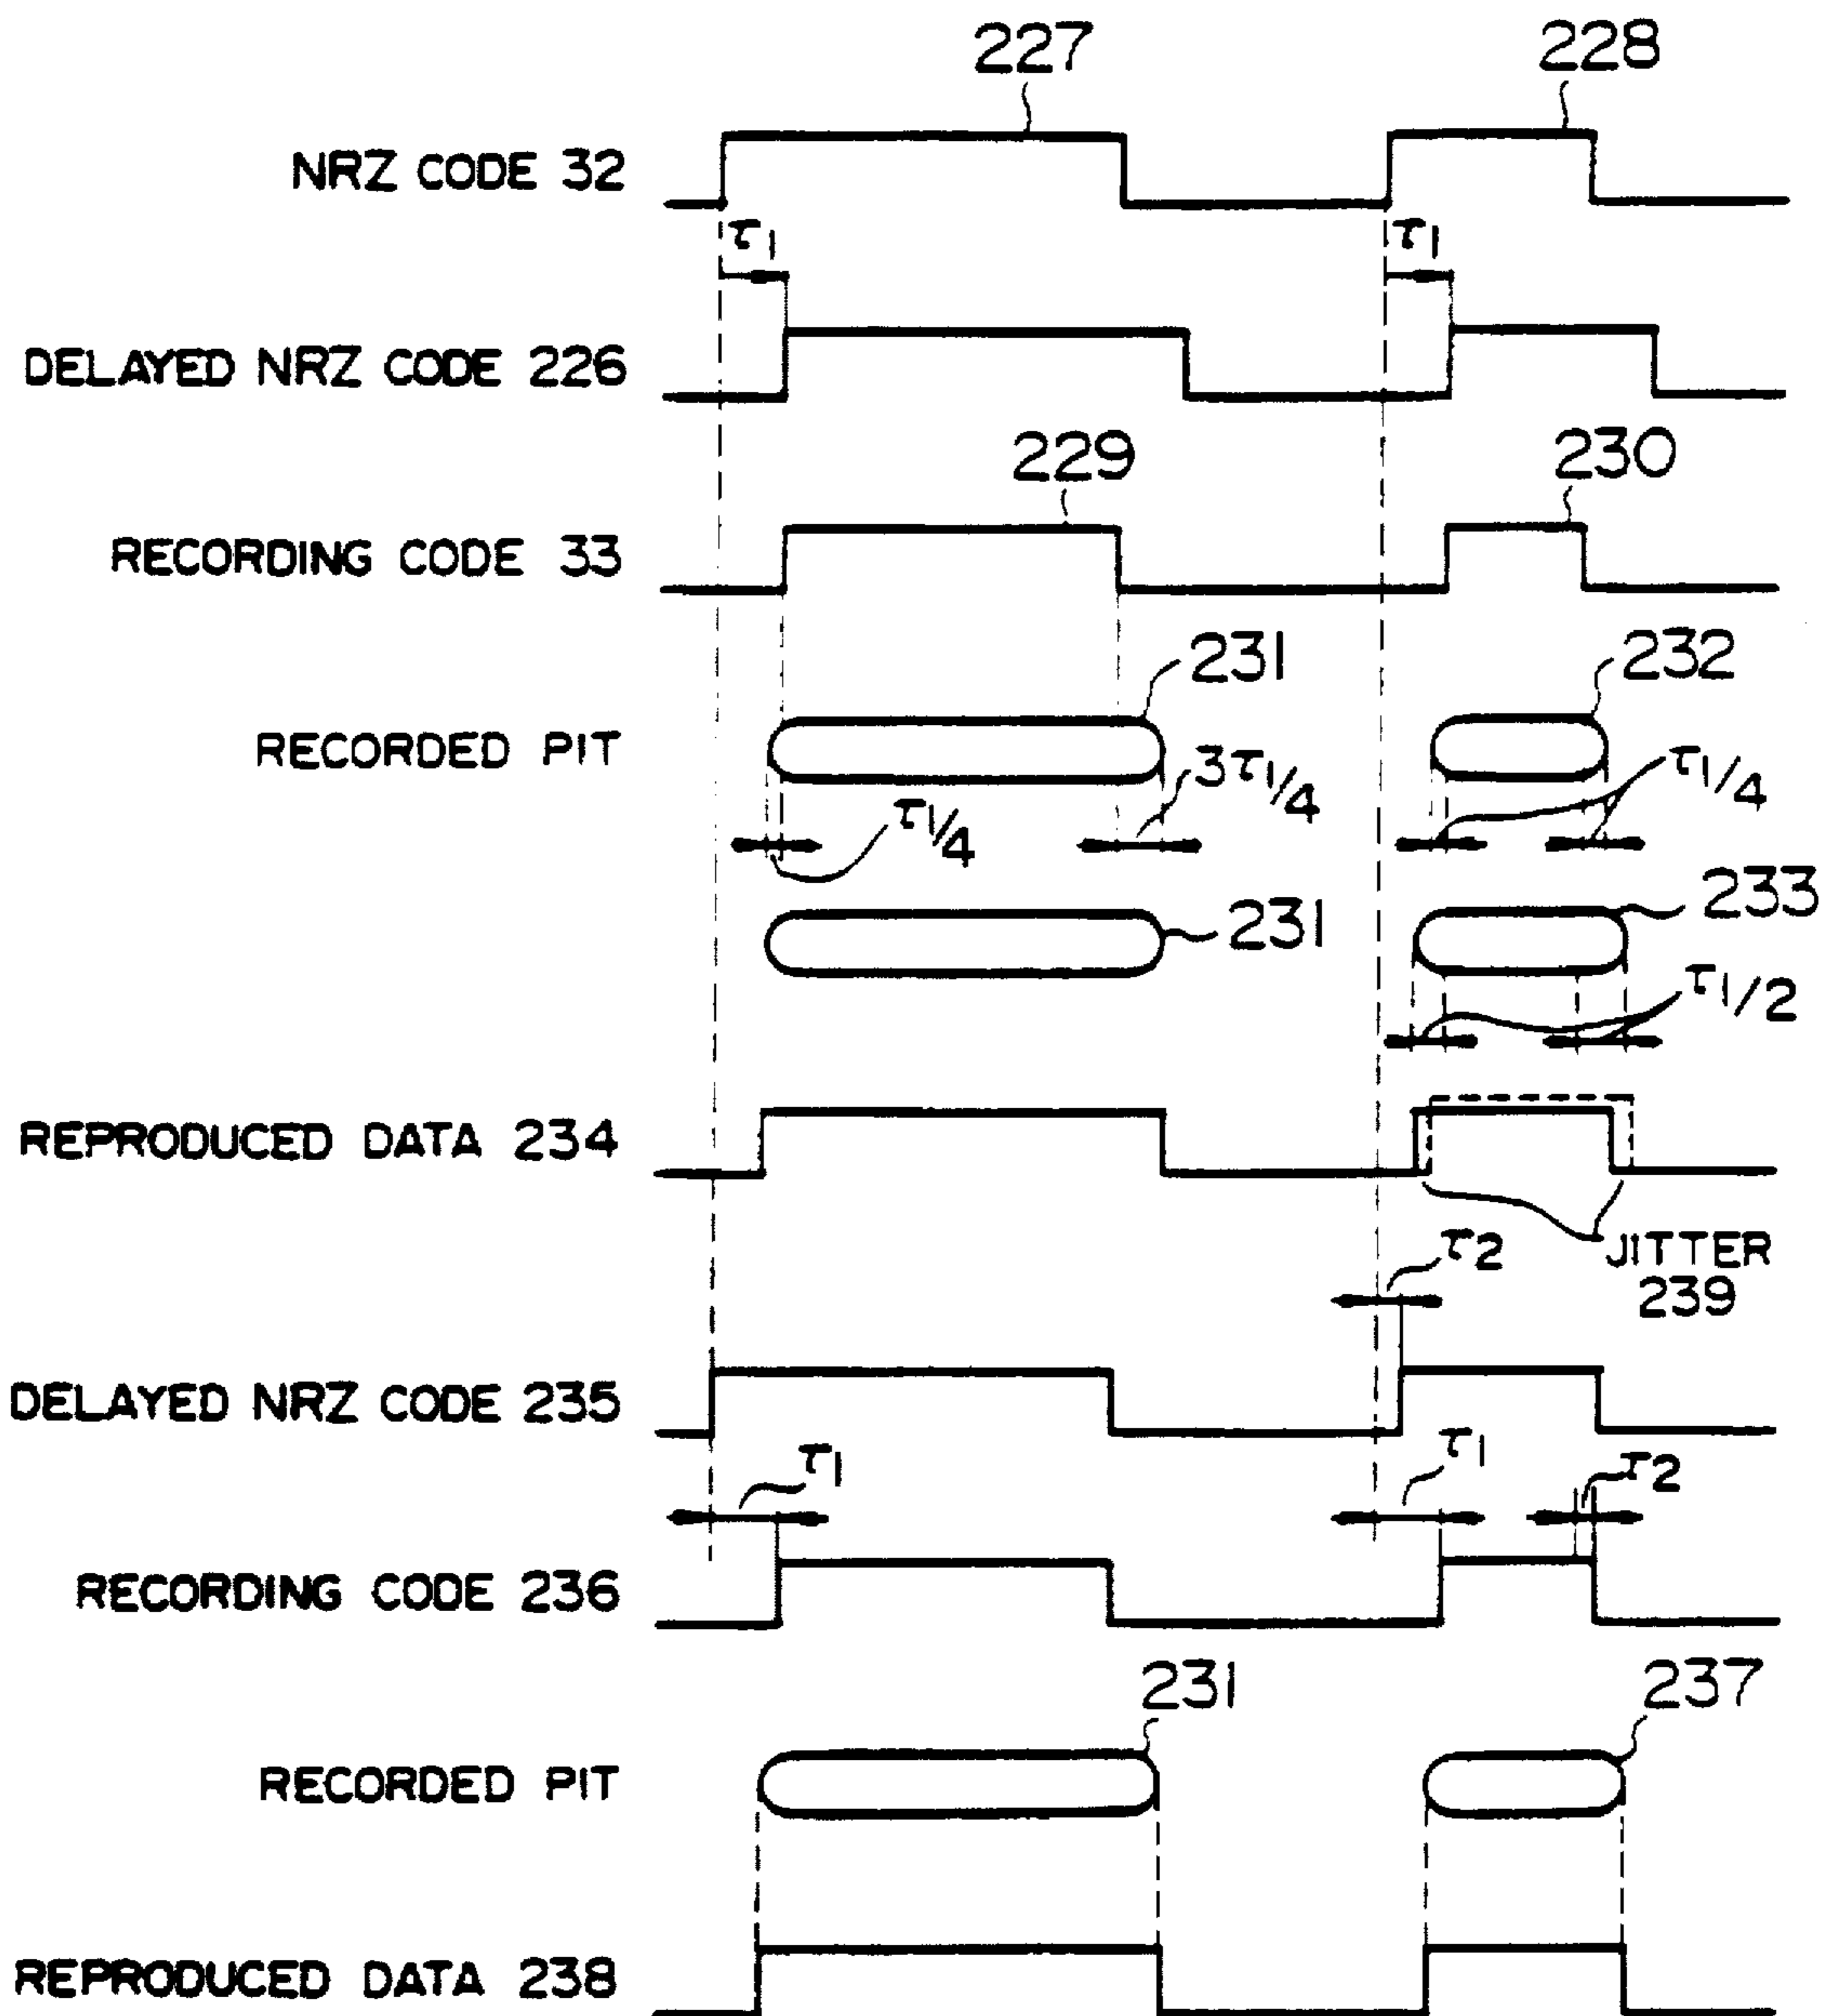 227
228
NRZ CODE 32
τ1
τ1
DELAYED NRZ CODE 226
229
230
RECORDING CODE 33
231
232
RECORDED PIT
3τ1/4
τ1/4
τ1/4
231
233
τ1/2
REPRODUCED DATA 234
JITTER
239
τ2
DELAYED NRZ CODE 235
τ1
τ1
τ2
RECORDING CODE 236
231
237
RECORDED PIT
REPRODUCED DATA 238